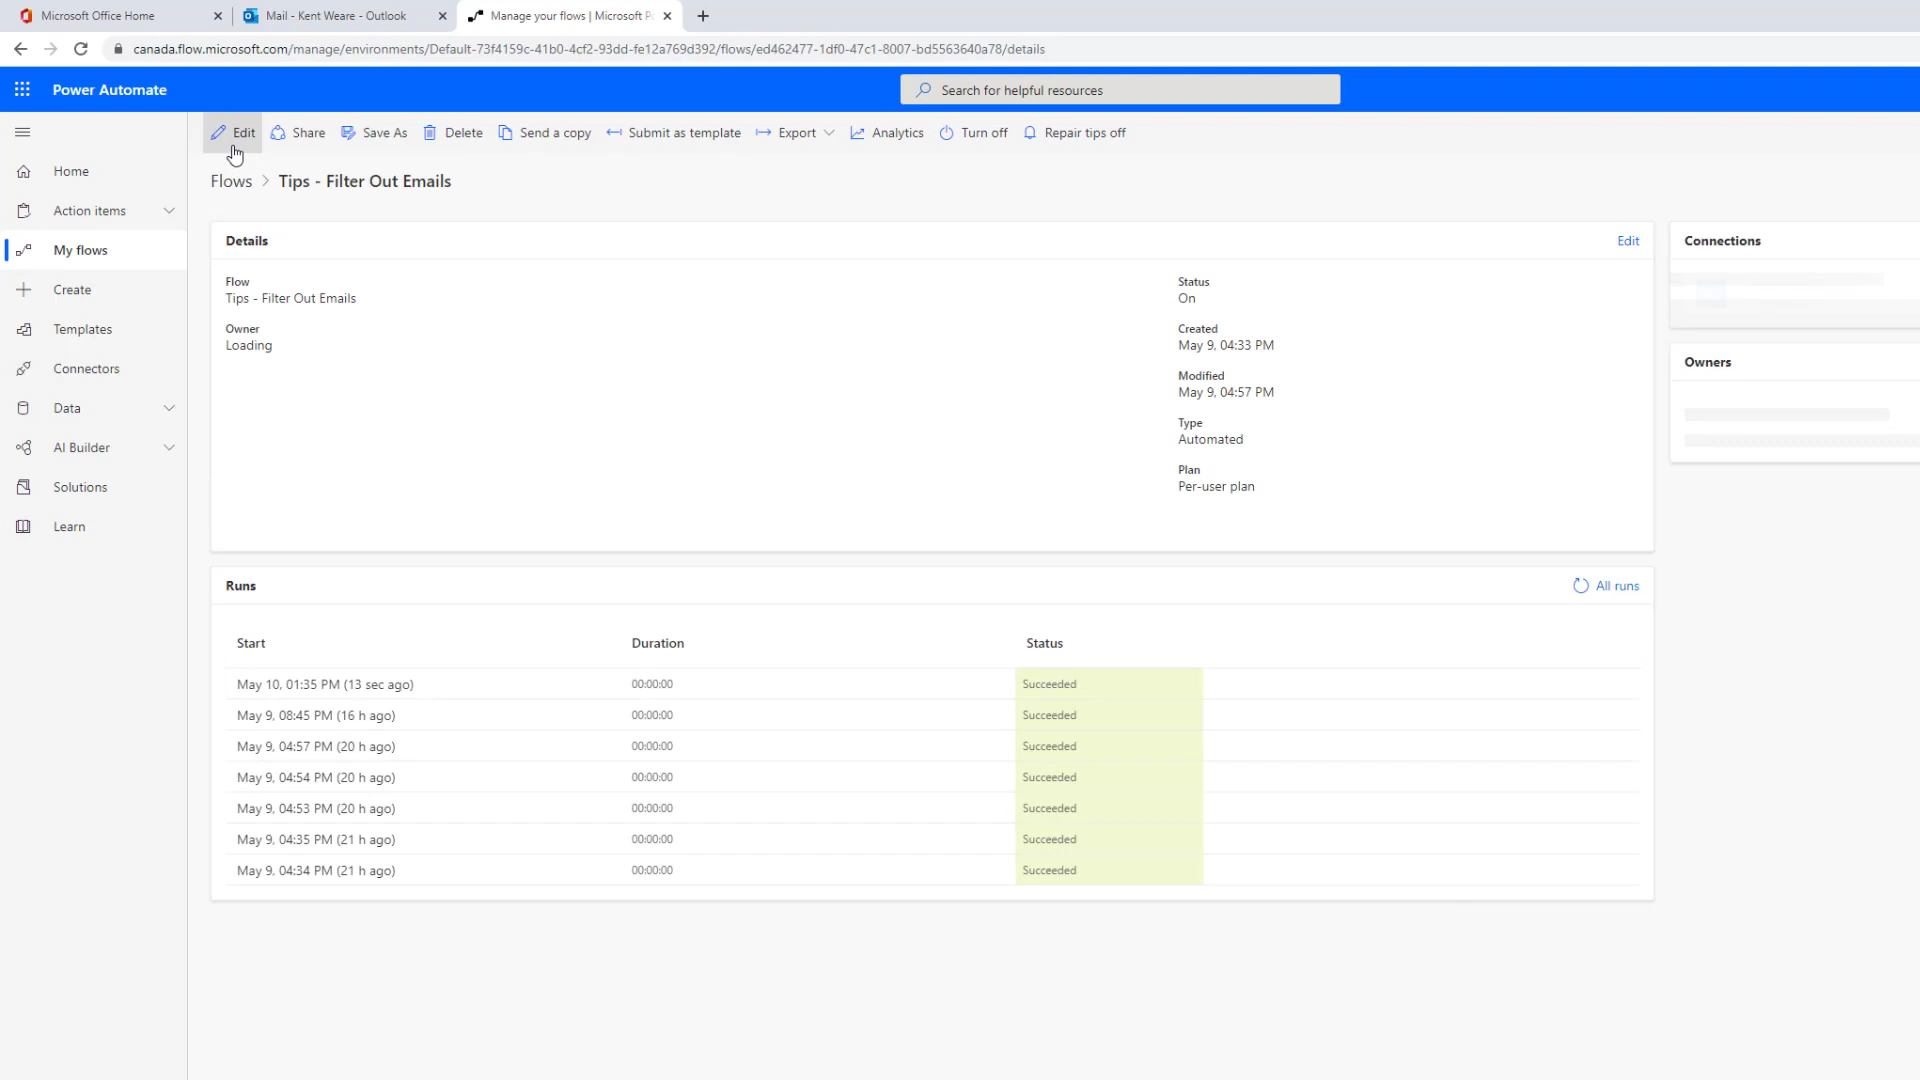 Microsoft Office Home
Mail - Kent Weare - Outlook
Manage your flows | Microsoft P
canada.flow.microsoft.com/manage/environments/Default-73f4159c-41b0-4cf2-93dd-fe12a769d392/flows/ed462477-1df0-47c1-8007-bd5563640a78/details
Power Automate
Search for helpful resources
Edit
Share
Save As
Delete
Send a copy
Submit as template
Export
Analytics
Turn off
Repair tips off
Home
Action items
My flows
Create
Templates
Connectors
Data
AI Builder
Solutions
Learn
Flows > Tips - Filter Out Emails
Details
Edit
Flow
Tips - Filter Out Emails
Owner
Loading
Status
On
Created
May 9, 04:33 PM
Modified
May 9, 04:57 PM
Type
Automated
Plan
Per-user plan
Connections
Owners
Runs
All runs
Start Duration Status
May 10, 01:35 PM (13 sec ago) 00:00:00 Succeeded
May 9, 08:45 PM (16 h ago) 00:00:00 Succeeded
May 9, 04:57 PM (20 h ago) 00:00:00 Succeeded
May 9, 04:54 PM (20 h ago) 00:00:00 Succeeded
May 9, 04:53 PM (20 h ago) 00:00:00 Succeeded
May 9, 04:35 PM (21 h ago) 00:00:00 Succeeded
May 9, 04:34 PM (21 h ago) 00:00:00 Succeeded